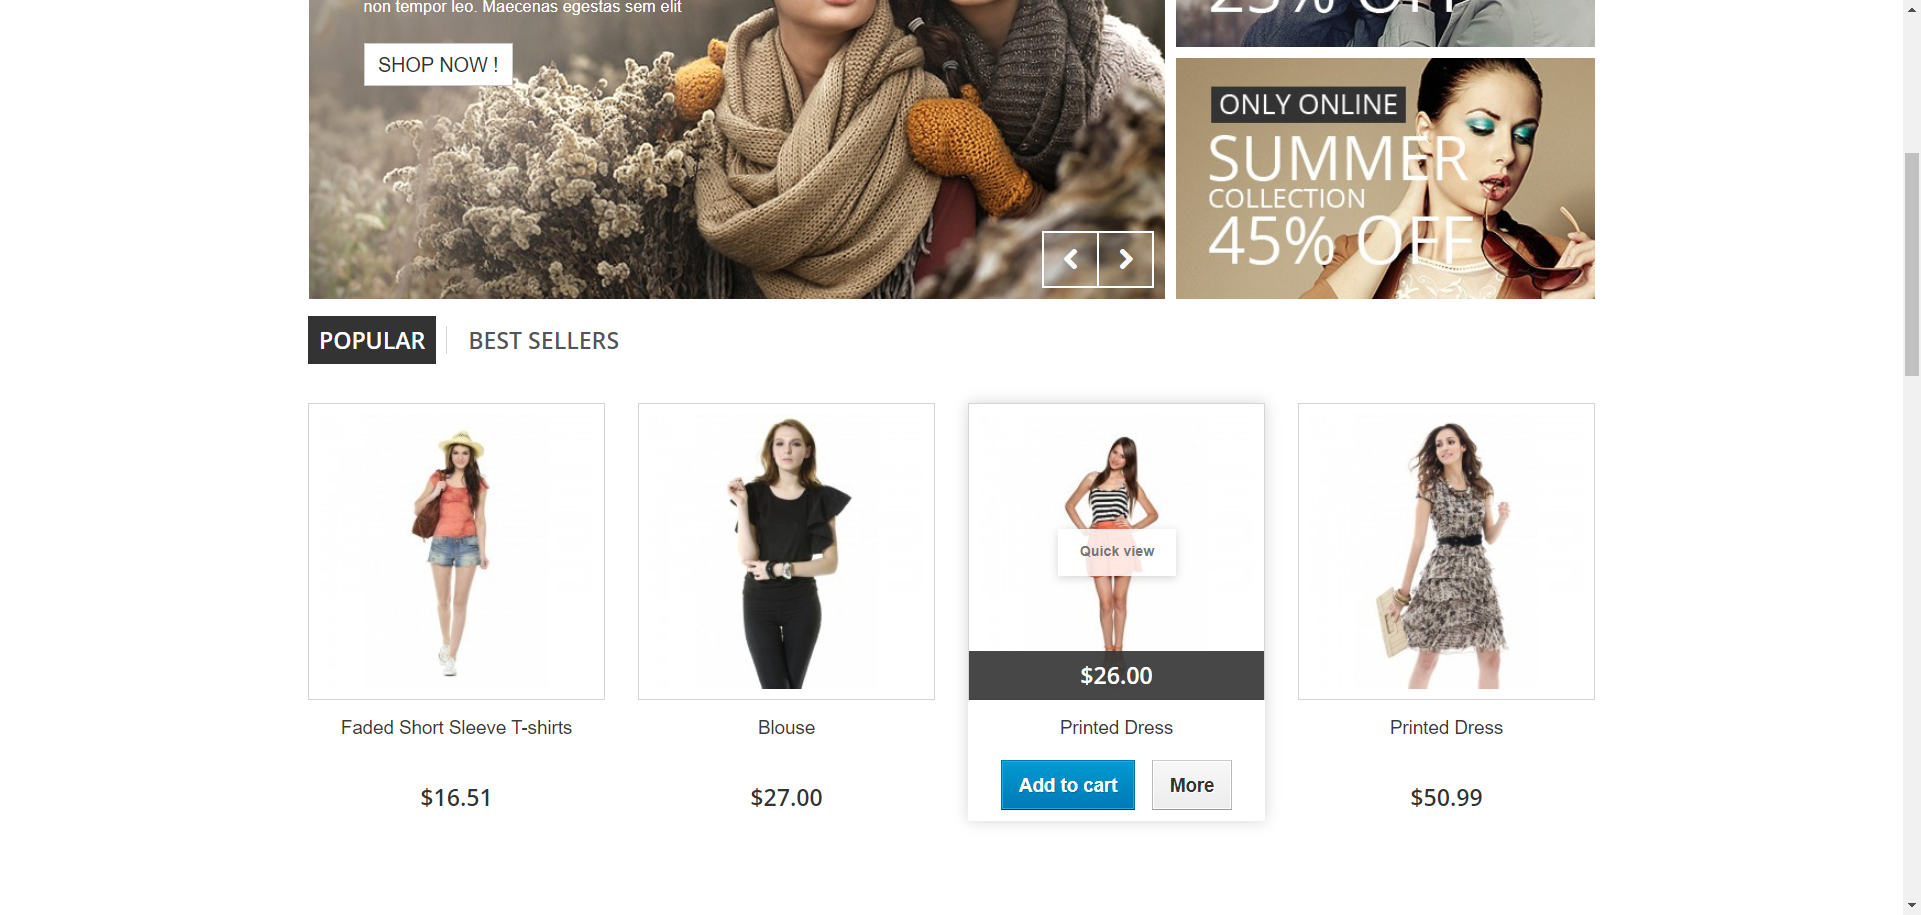 non tempor leo. Maecenas egestas sem elit
SHOP NOW !
25% OFF
ONLY ONLINE
SUMMER
COLLECTION
45% OFF
POPULAR
BEST SELLERS
Quick view
$26.00
Faded Short Sleeve T-shirts
Blouse
Printed Dress
Printed Dress
Add to cart
More
$16.51
$27.00
$50.99